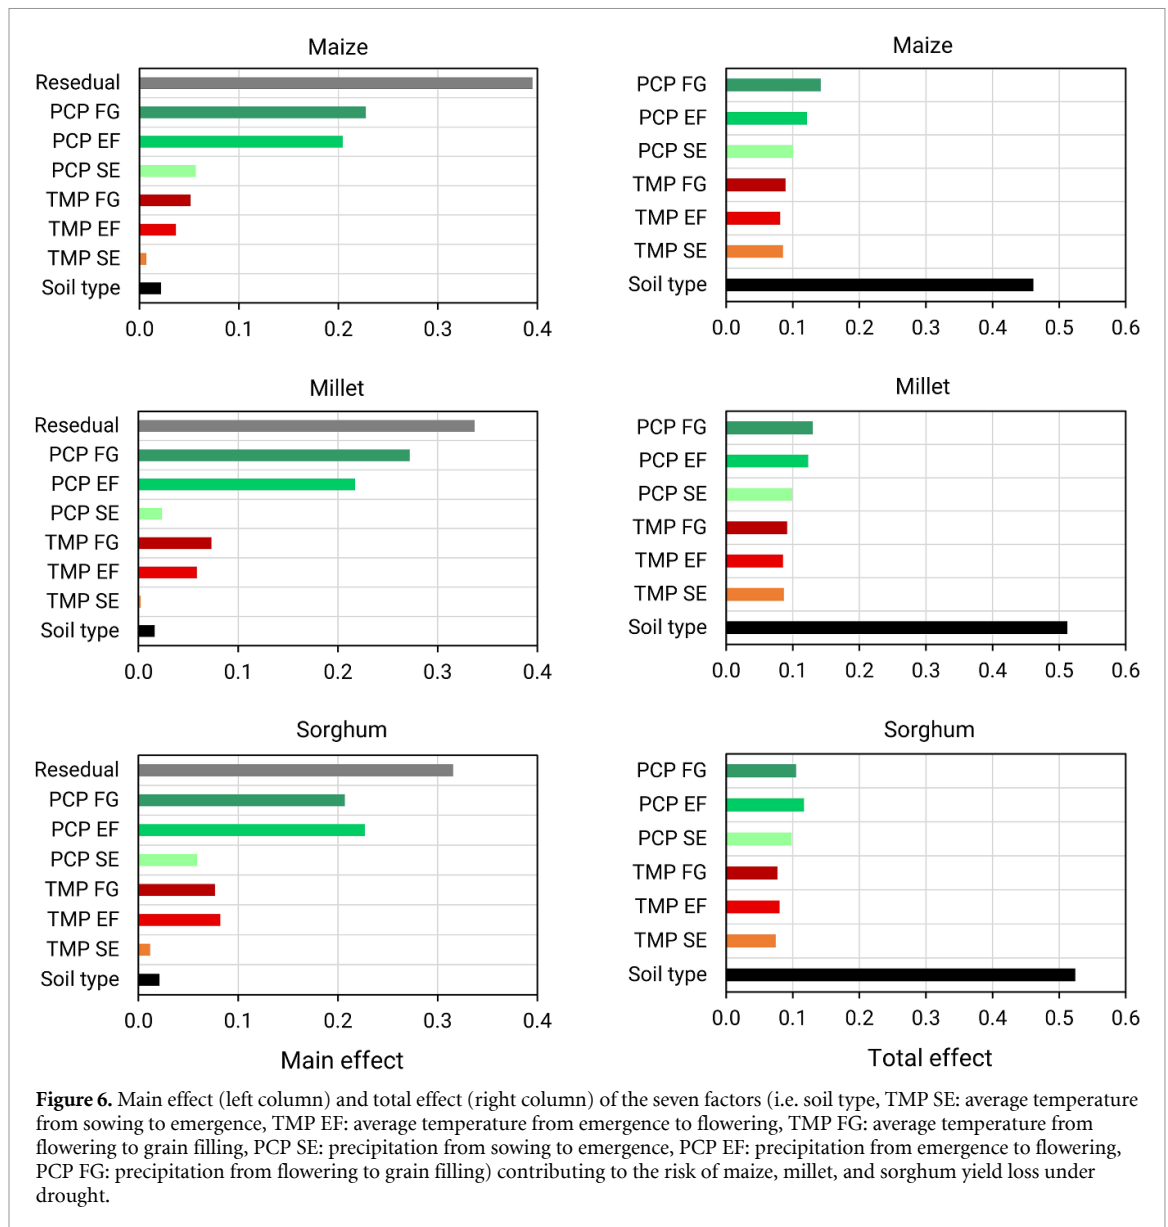 Maize
Resedual
PCP FG
PCP EF
PCP SE
TMP FG
TMP EF
TMP SE
Soil type
0.0 0.1 0.2 0.3 0.4
Maize
PCP FG
PCP EF
PCP SE
TMP FG
TMP EF
TMP SE
Soil type
0.0 0.1 0.2 0.3 0.4 0.5 0.6
Millet
Resedual
PCP FG
PCP EF
PCP SE
TMP FG
TMP EF
TMP SE
Soil type
0.0 0.1 0.2 0.3 0.4
Millet
PCP FG
PCP EF
PCP SE
TMP FG
TMP EF
TMP SE
Soil type
0.0 0.1 0.2 0.3 0.4 0.5 0.6
Sorghum
Resedual
PCP FG
PCP EF
PCP SE
TMP FG
TMP EF
TMP SE
Soil type
0.0 0.1 0.2 0.3 0.4
Main effect
Sorghum
PCP FG
PCP EF
PCP SE
TMP FG
TMP EF
TMP SE
Soil type
0.0 0.1 0.2 0.3 0.4 0.5 0.6
Total effect
Figure 6. Main effect (left column) and total effect (right column) of the seven factors (i.e. soil type, TMP SE: average temperature
from sowing to emergence, TMP EF: average temperature from emergence to flowering, TMP FG: average temperature from
flowering to grain filling, PCP SE: precipitation from sowing to emergence, PCP EF: precipitation from emergence to flowering,
PCP FG: precipitation from flowering to grain filling) contributing to the risk of maize, millet, and sorghum yield loss under
drought.